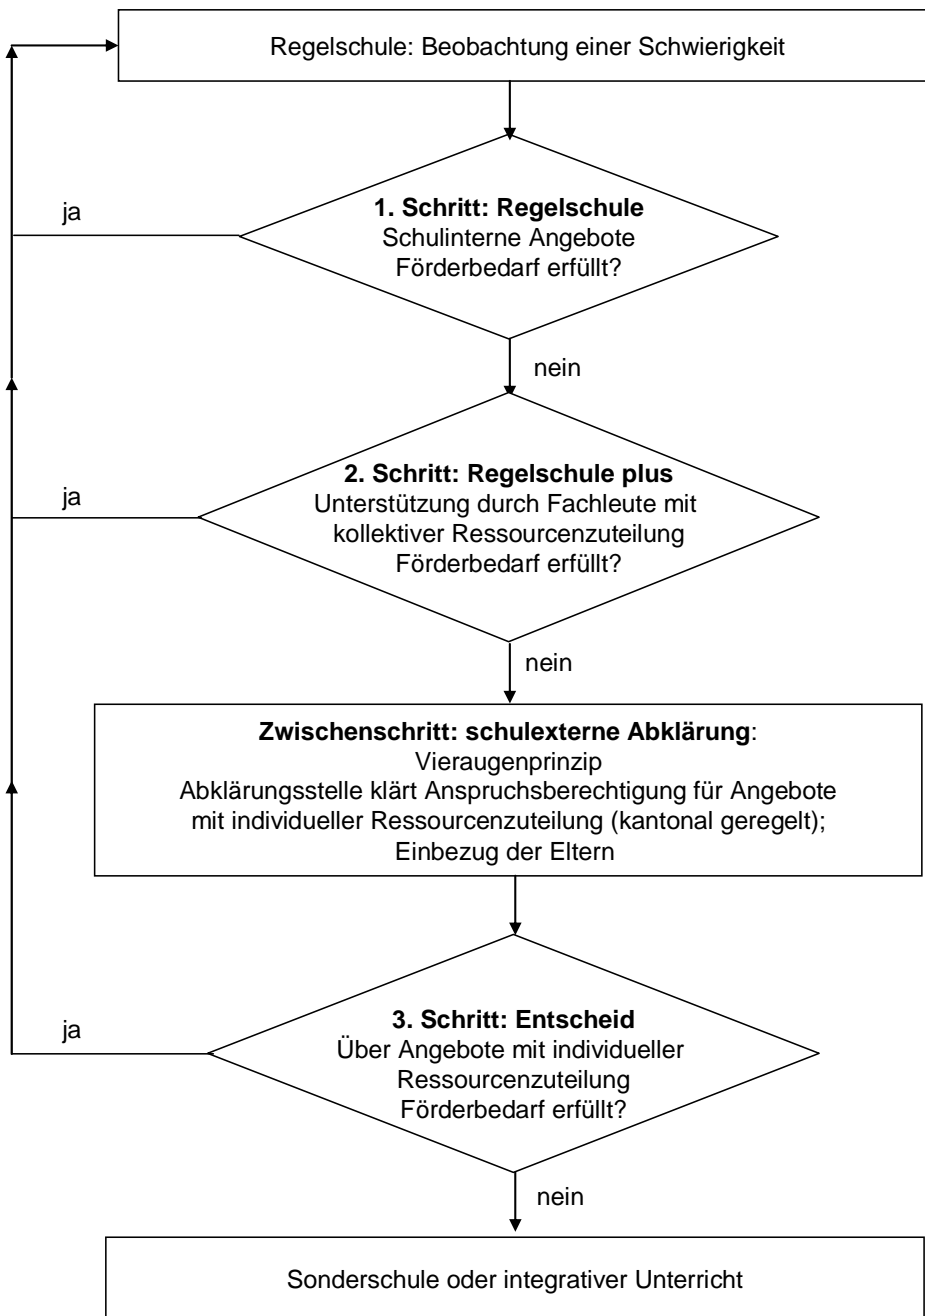 Regelschule: Beobachtung einer Schwierigkeit
ja
1. Schritt: Regelschule
Schulinterne Angebote
Förderbedarf erfüllt?
nein
ja
2. Schritt: Regelschule plus
Unterstützung durch Fachleute mit
kollektiver Ressourcenzuteilung
Förderbedarf erfüllt?
nein
Zwischenschritt: schulexterne Abklärung:
Vieraugenprinzip
Abklärungsstelle klärt Anspruchsberechtigung für Angebote
mit individueller Ressourcenzuteilung (kantonal geregelt);
Einbezug der Eltern
ja
3. Schritt: Entscheid
Über Angebote mit individueller
Ressourcenzuteilung
Förderbedarf erfüllt?
nein
Sonderschule oder integrativer Unterricht